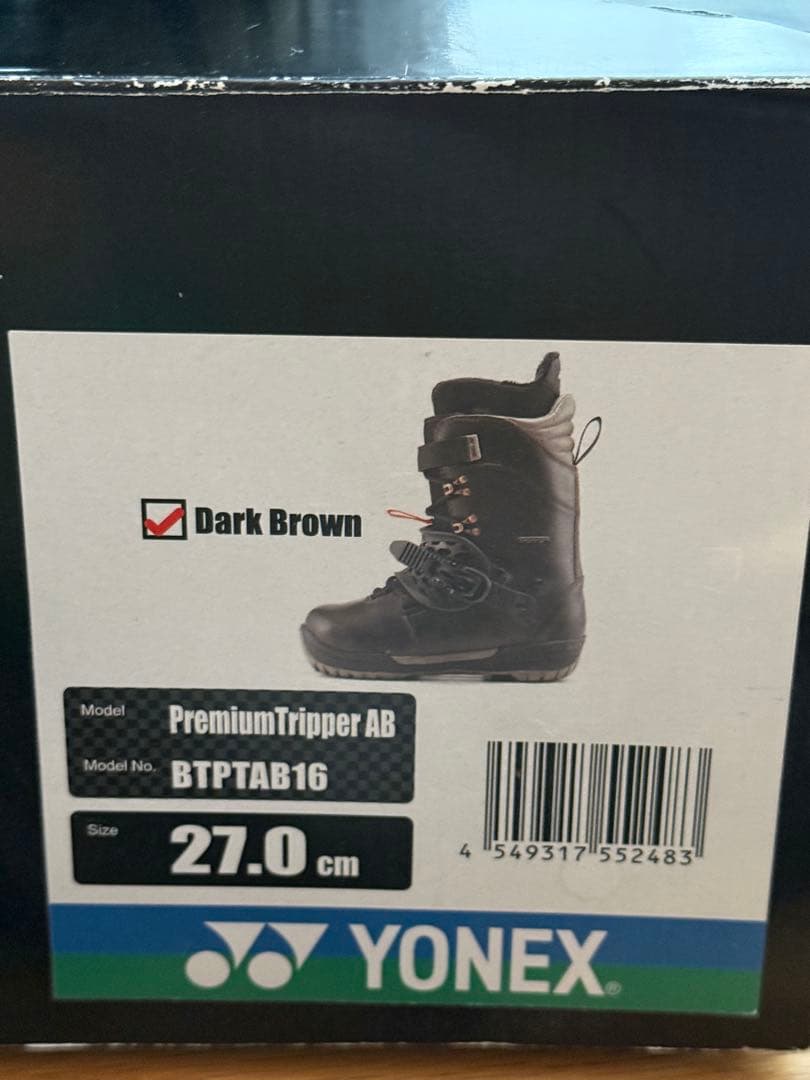 Dark Brown
Model PremiumTripper AB
Model No. BTPTAB16
Size 27.0 cm
4 549317 552483
YONEX®